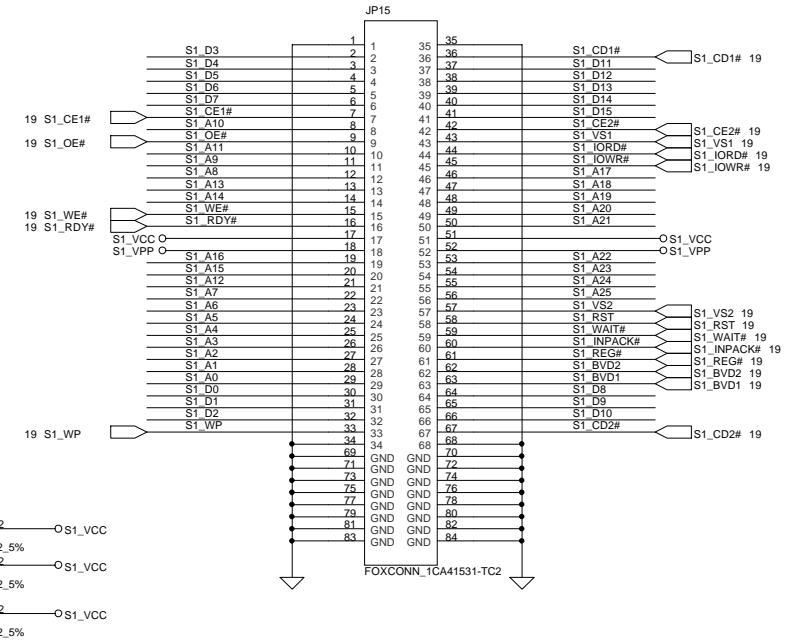 JP15
1 1 35 35
S1_D3 2 2 36 36 S1_CD1# S1_CD1# 19
S1_D4 3 3 37 37 S1_D11
S1_D5 4 4 38 38 S1_D12
S1_D6 5 5 39 39 S1_D13
S1_D7 6 6 40 40 S1_D14
19 S1_CE1# S1_CE1# 7 7 41 41 S1_D15
S1_A10 8 8 42 42 S1_CE2# S1_CE2# 19
19 S1_OE# S1_OE# 9 9 43 43 S1_VS1 S1_VS1 19
S1_A11 10 10 44 44 S1_IORD# S1_IORD# 19
S1_A9 11 11 45 45 S1_IOWR# S1_IOWR# 19
S1_A8 12 12 46 46 S1_A17
S1_A13 13 13 47 47 S1_A18
S1_A14 14 14 48 48 S1_A19
19 S1_WE# S1_WE# 15 15 49 49 S1_A20
19 S1_RDY# S1_RDY# 16 16 50 50 S1_A21
S1_VCC 17 17 51 51 S1_VCC
S1_VPP 18 18 52 52 S1_VPP
S1_A16 19 19 53 53 S1_A22
S1_A15 20 20 54 54 S1_A23
S1_A12 21 21 55 55 S1_A24
S1_A7 22 22 56 56 S1_A25
S1_A6 23 23 57 57 S1_VS2 S1_VS2 19
S1_A5 24 24 58 58 S1_RST S1_RST 19
S1_A4 25 25 59 59 S1_WAIT# S1_WAIT# 19
S1_A3 26 26 60 60 S1_INPACK# S1_INPACK# 19
S1_A2 27 27 61 61 S1_REG# S1_REG# 19
S1_A1 28 28 62 62 S1_BVD2 S1_BVD2 19
S1_A0 29 29 63 63 S1_BVD1 S1_BVD1 19
S1_D0 30 30 64 64 S1_D8
S1_D1 31 31 65 65 S1_D9
S1_D2 32 32 66 66 S1_D10
19 S1_WP S1_WP 33 33 67 67 S1_CD2# S1_CD2# 19
34 34 68 68
69 GND GND 70
71 GND GND 72
73 GND GND 74
75 GND GND 76
77 GND GND 78
79 GND GND 80
81 GND GND 82
83 GND GND 84
FOXCONN_1CA41531-TC2
2 S1_VCC
2_5%
2 S1_VCC
2_5%
2 S1_VCC
2_5%